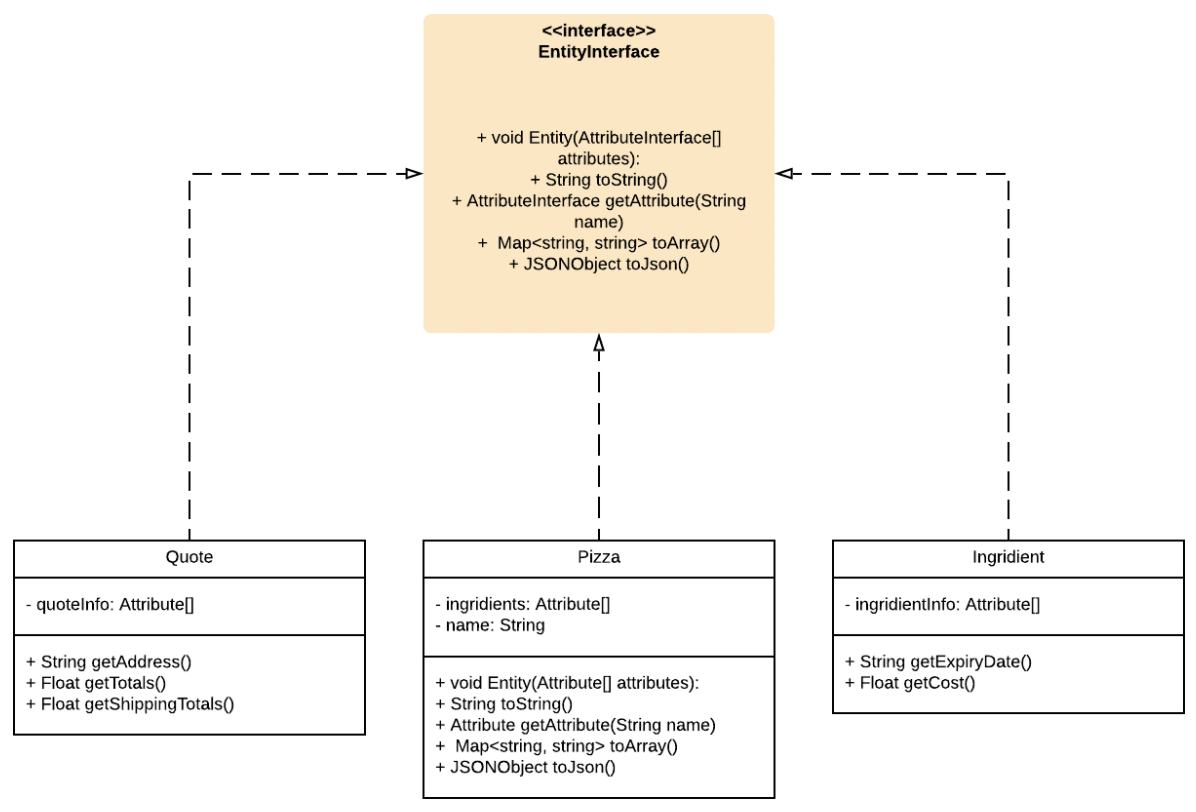 <<interface>>
EntityInterface
+ void Entity(AttributeInterface[]
attributes):
+ String toString()
+ AttributeInterface getAttribute(String
name)
+  Map<string, string> toArray()
+ JSONObject toJson()
Quote
- quoteInfo: Attribute[]
+ String getAddress()
+ Float getTotals()
+ Float getShippingTotals()
Pizza
- ingridients: Attribute[]
- name: String
+ void Entity(Attribute[] attributes):
+ String toString()
+ Attribute getAttribute(String name)
+  Map<string, string> toArray()
+ JSONObject toJson()
Ingridient
- ingridientInfo: Attribute[]
+ String getExpiryDate()
+ Float getCost()